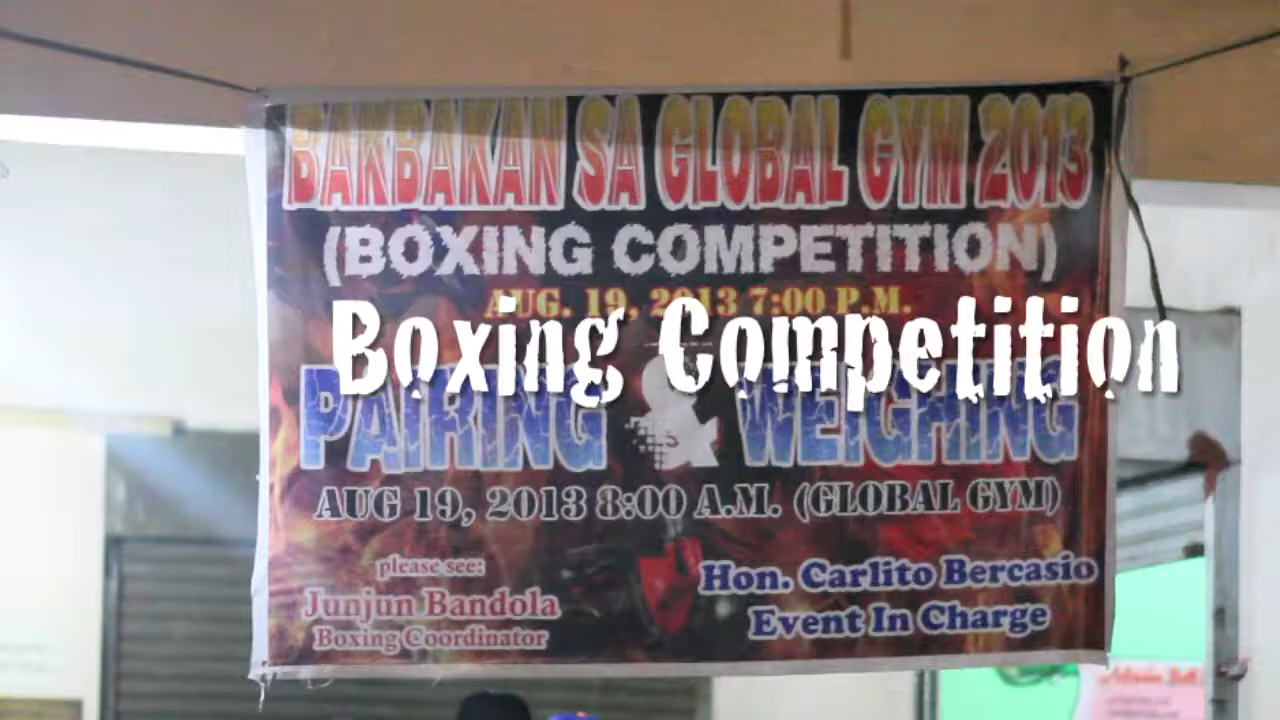 BAKBAKAN SA GLOBAL GYM 2013
(BOXING COMPETITION)
AUG. 19, 2013 7:00 P.M.
Boxing Competition
PAIRING & WEIGHING
AUG 19, 2013 8:00 A.M. (GLOBAL GYM)
please see:
Junjun Bandola
Boxing Coordinator
Hon. Carlito Bercasio
Event In Charge